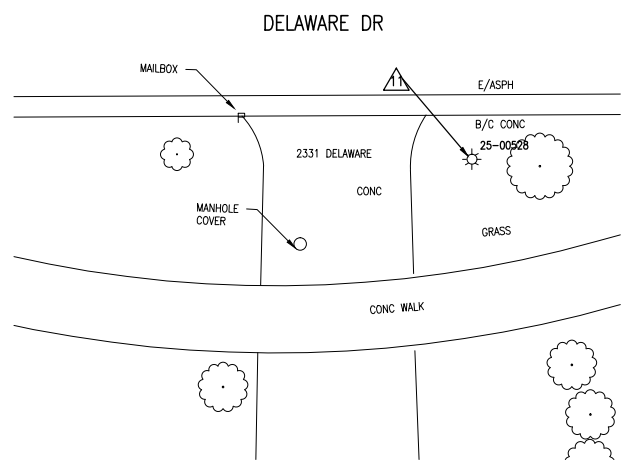 DELAWARE DR
MAILBOX
11
E/ASPH
B/C CONC
25-00528
2331 DELAWARE
CONC
MANHOLE
COVER
GRASS
CONC WALK